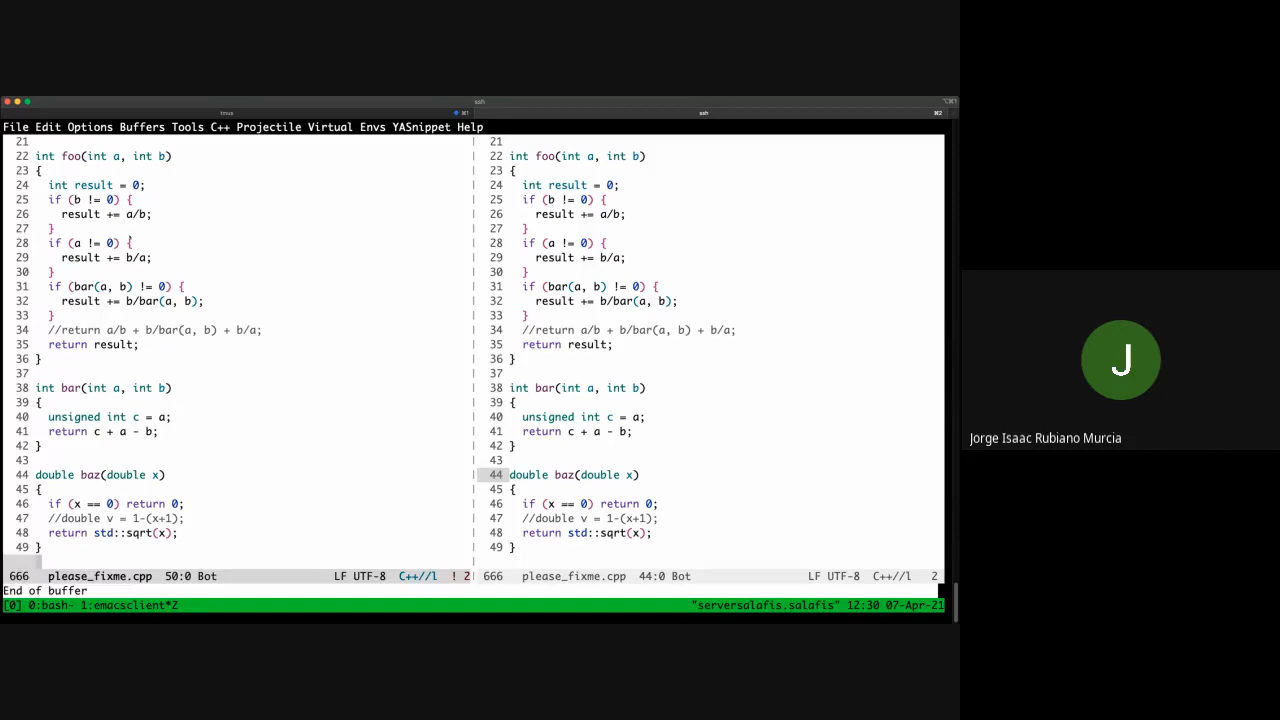 ssh
⌥⌘1
tmux
⌘1
ssh
⌘2
File Edit Options Buffers Tools C++ Projectile Virtual Envs YASnippet Help
21
22 int foo(int a, int b)
23 {
24   int result = 0;
25   if (b != 0) {
26     result += a/b;
27   }
28   if (a != 0) {
29     result += b/a;
30   }
31   if (bar(a, b) != 0) {
32     result += b/bar(a, b);
33   }
34   //return a/b + b/bar(a, b) + b/a;
35   return result;
36 }
37
38 int bar(int a, int b)
39 {
40   unsigned int c = a;
41   return c + a - b;
42 }
43
44 double baz(double x)
45 {
46   if (x == 0) return 0;
47   //double v = 1-(x+1);
48   return std::sqrt(x);
49 }
666 please_fixme.cpp 50:0 Bot LF UTF-8 C++//l ! 2
21
22 int foo(int a, int b)
23 {
24   int result = 0;
25   if (b != 0) {
26     result += a/b;
27   }
28   if (a != 0) {
29     result += b/a;
30   }
31   if (bar(a, b) != 0) {
32     result += b/bar(a, b);
33   }
34   //return a/b + b/bar(a, b) + b/a;
35   return result;
36 }
37
38 int bar(int a, int b)
39 {
40   unsigned int c = a;
41   return c + a - b;
42 }
43
44 double baz(double x)
45 {
46   if (x == 0) return 0;
47   //double v = 1-(x+1);
48   return std::sqrt(x);
49 }
666 please_fixme.cpp 44:0 Bot LF UTF-8 C++//l 2
End of buffer
[0] 0:bash- 1:emacsclient*Z "serversalafis.salafis" 12:30 07-Apr-21
J
Jorge Isaac Rubiano Murcia